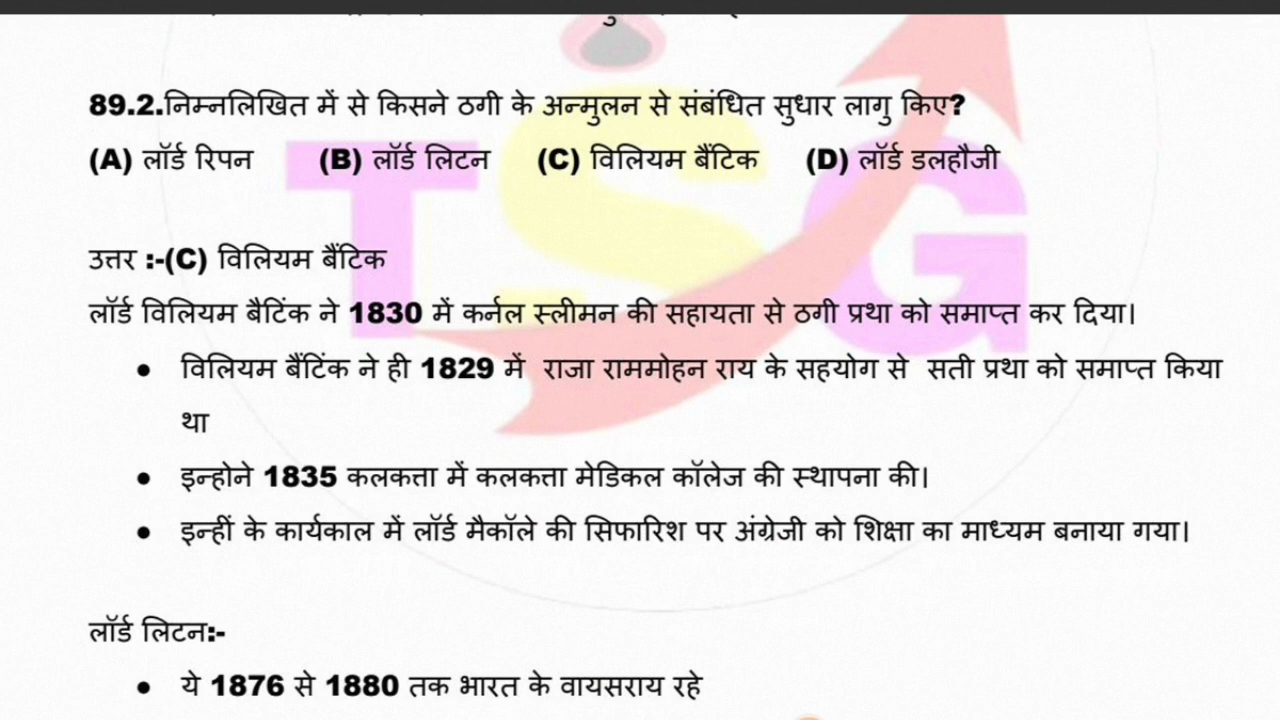 89.2.निम्नलिखित में से किसने ठगी के अन्मुलन से संबंधित सुधार लागु किए?
(A) लॉर्ड रिपन (B) लॉर्ड लिटन (C) विलियम बैंटिक (D) लॉर्ड डलहौजी
उत्तर :-(C) विलियम बैंटिक
लॉर्ड विलियम बैटिंक ने 1830 में कर्नल स्लीमन की सहायता से ठगी प्रथा को समाप्त कर दिया।
● विलियम बैंटिंक ने ही 1829 में राजा राममोहन राय के सहयोग से सती प्रथा को समाप्त किया
था
● इन्होने 1835 कलकत्ता में कलकत्ता मेडिकल कॉलेज की स्थापना की।
● इन्हीं के कार्यकाल में लॉर्ड मैकॉले की सिफारिश पर अंग्रेजी को शिक्षा का माध्यम बनाया गया।
लॉर्ड लिटन:-
● ये 1876 से 1880 तक भारत के वायसराय रहे
TSG